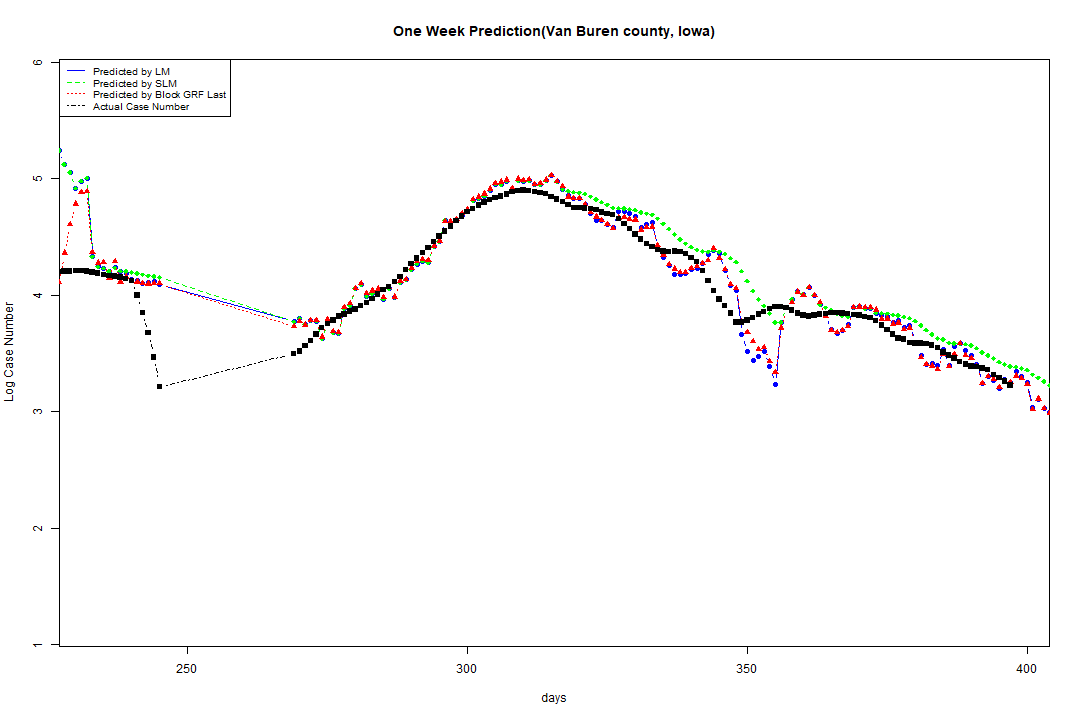 One Week Prediction(Van Buren county, Iowa)
Predicted by LM
Predicted by SLM
Predicted by Block GRF Last
Actual Case Number
Log Case Number
6
5
4
3
2
1
250
300
350
400
days